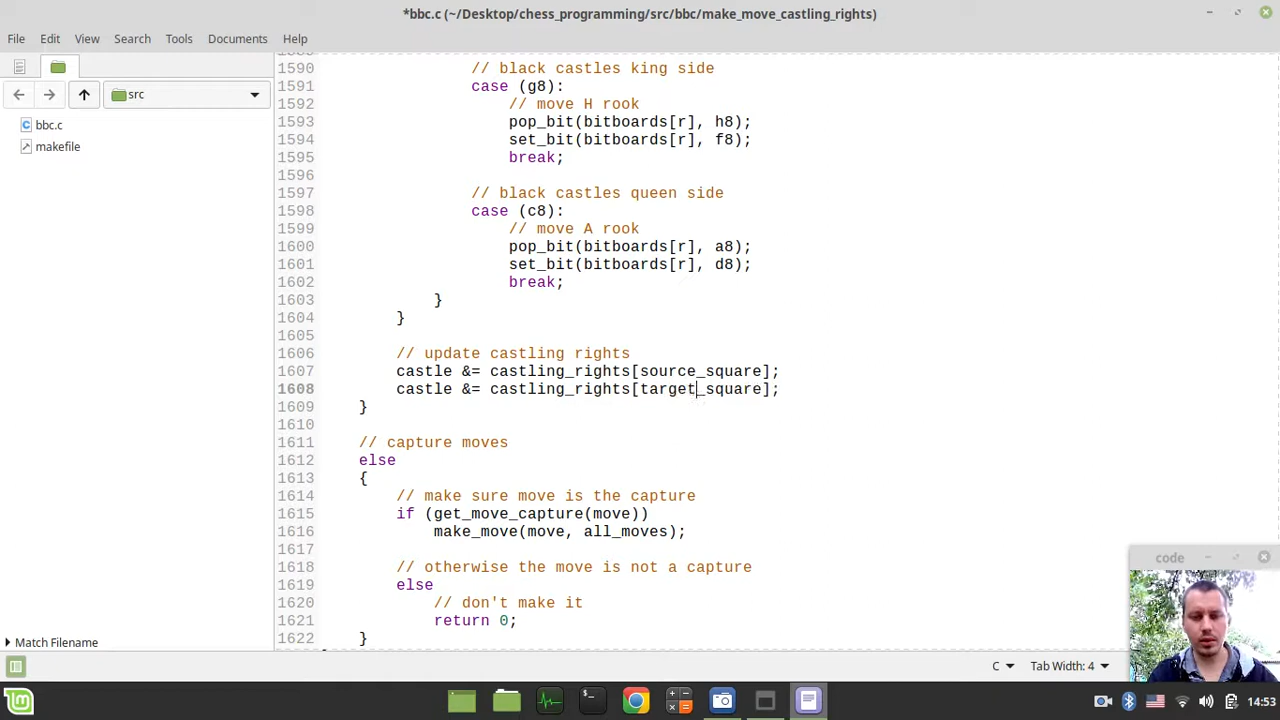 *bbc.c (~/Desktop/chess_programming/src/bbc/make_move_castling_rights)
File Edit View Search Tools Documents Help
src
bbc.c
makefile
Match Filename
1590 // black castles king side
1591 case (g8):
1592 // move H rook
1593 pop_bit(bitboards[r], h8);
1594 set_bit(bitboards[r], f8);
1595 break;
1596
1597 // black castles queen side
1598 case (c8):
1599 // move A rook
1600 pop_bit(bitboards[r], a8);
1601 set_bit(bitboards[r], d8);
1602 break;
1603 }
1604 }
1605
1606 // update castling rights
1607 castle &= castling_rights[source_square];
1608 castle &= castling_rights[target_square];
1609 }
1610
1611 // capture moves
1612 else
1613 {
1614 // make sure move is the capture
1615 if (get_move_capture(move))
1616 make_move(move, all_moves);
1617
1618 // otherwise the move is not a capture
1619 else
1620 // don't make it
1621 return 0;
1622 }
code
C Tab Width: 4
14:53